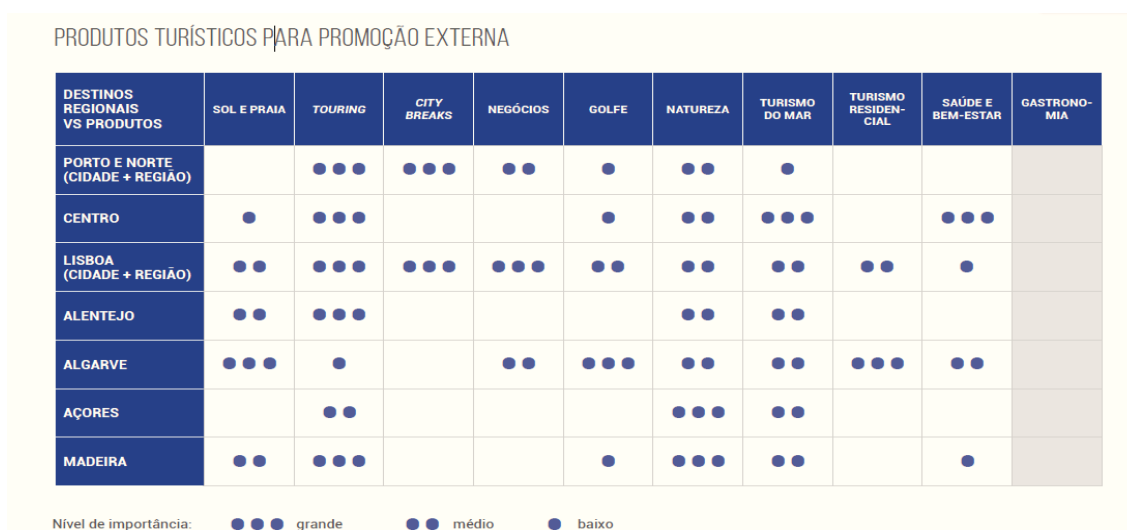 PRODUTOS TURÍSTICOS PARA PROMOÇÃO EXTERNA
DESTINOS
REGIONAIS
VS PRODUTOS
SOL E PRAIA
TOURING
CITY
BREAKS
NEGÓCIOS
GOLFE
NATUREZA
TURISMO
DO MAR
TURISMO
RESIDEN-
CIAL
SAÚDE E
BEM-ESTAR
GASTRONO-
MIA
PORTO E NORTE
(CIDADE + REGIÃO)
CENTRO
LISBOA
(CIDADE + REGIÃO)
ALENTEJO
ALGARVE
AÇORES
MADEIRA
Nível de importância: grande médio baixo